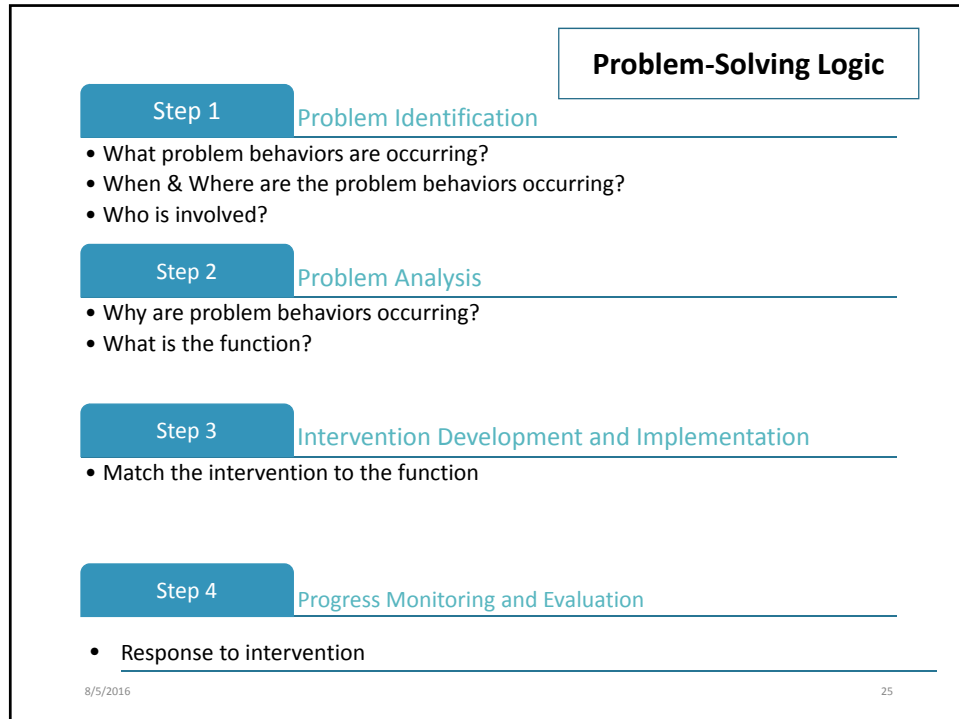 Problem-Solving Logic
Step 1
Problem Identification
• What problem behaviors are occurring?
• When & Where are the problem behaviors occurring?
• Who is involved?
Step 2
Problem Analysis
• Why are problem behaviors occurring?
• What is the function?
Step 3
Intervention Development and Implementation
• Match the intervention to the function
Step 4
Progress Monitoring and Evaluation
• Response to intervention
8/5/2016
25